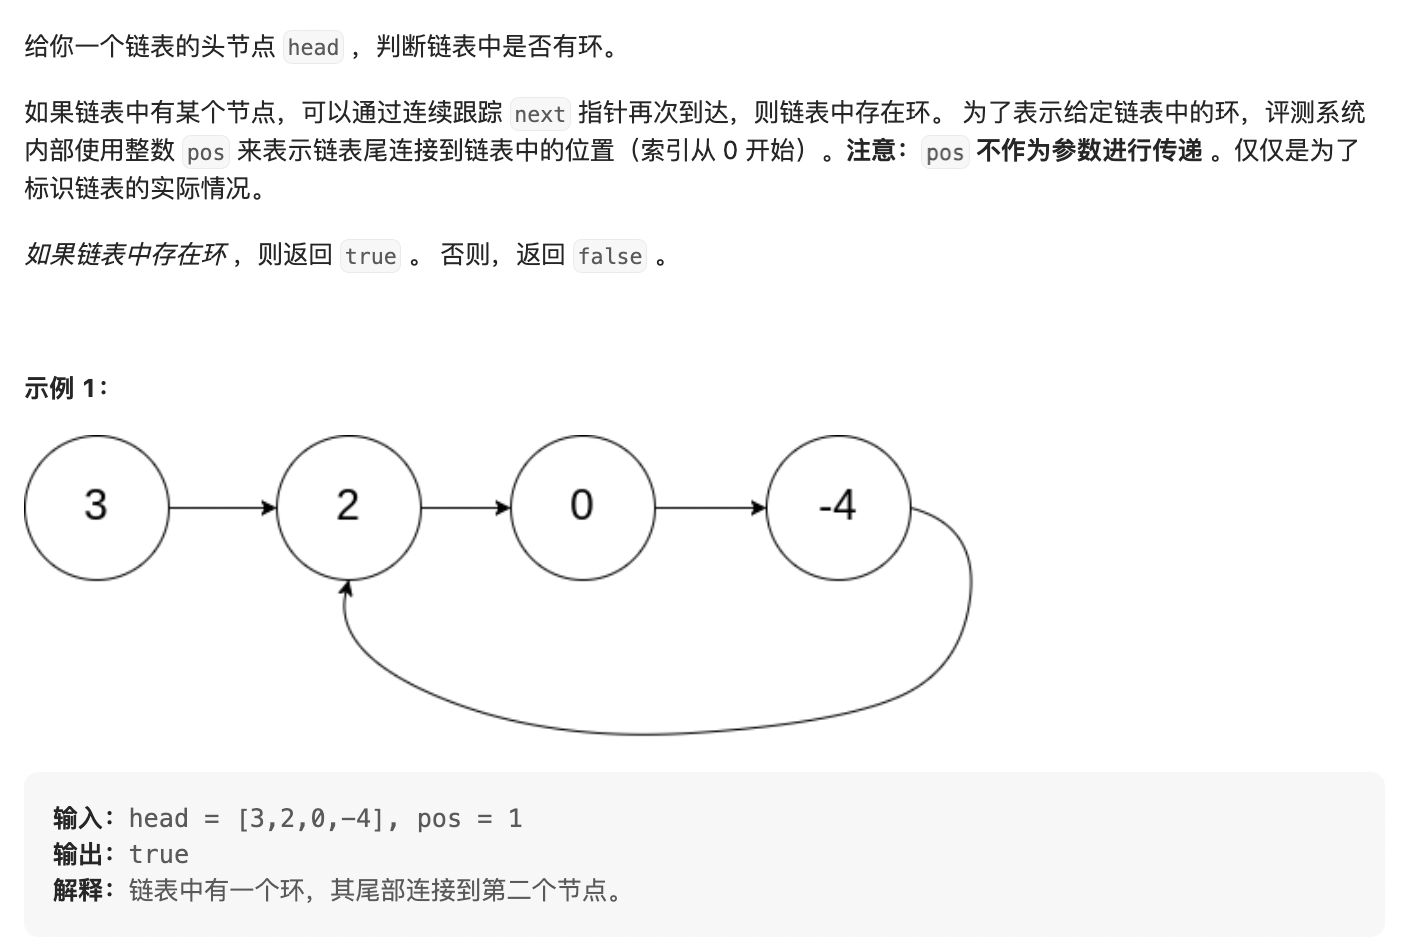 给你一个链表的头节点 head ，判断链表中是否有环。
如果链表中有某个节点，可以通过连续跟踪 next 指针再次到达，则链表中存在环。 为了表示给定链表中的环，评测系统
内部使用整数 pos 来表示链表尾连接到链表中的位置（索引从 0 开始）。注意：pos 不作为参数进行传递 。仅仅是为了
标识链表的实际情况。
如果链表中存在环 ，则返回 true 。 否则，返回 false 。
示例 1：
3 2 0 -4
输入：head = [3,2,0,-4], pos = 1
输出：true
解释：链表中有一个环，其尾部连接到第二个节点。